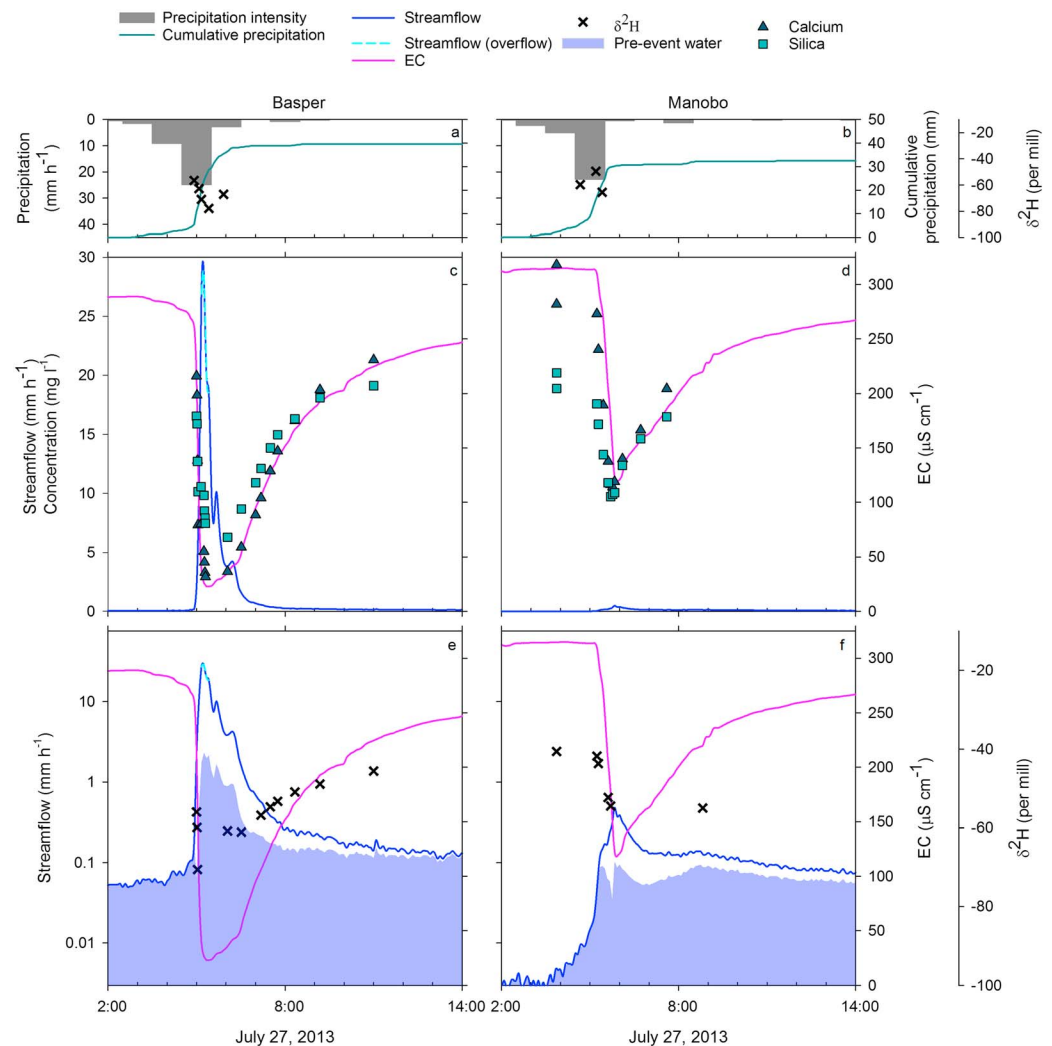 Precipitation intensity
Cumulative precipitation
Streamflow
Streamflow (overflow)
EC
δ²H
Pre-event water
Calcium
Silica
Basper
Manobo
Precipitation
(mm h⁻¹)
0
10
20
30
40
a
b
50
40
30
20
10
0
Cumulative
precipitation (mm)
-20
-60
-100
δ²H (per mill)
Streamflow (mm h⁻¹)
Concentration (mg l⁻¹)
30
25
20
15
10
5
0
c
d
300
250
200
150
100
50
0
EC (µS cm⁻¹)
Streamflow (mm h⁻¹)
10
1
0.1
0.01
e
f
300
250
200
150
100
50
0
EC (µS cm⁻¹)
-20
-40
-60
-80
-100
δ²H (per mill)
2:00
8:00
14:00
2:00
8:00
14:00
July 27, 2013
July 27, 2013